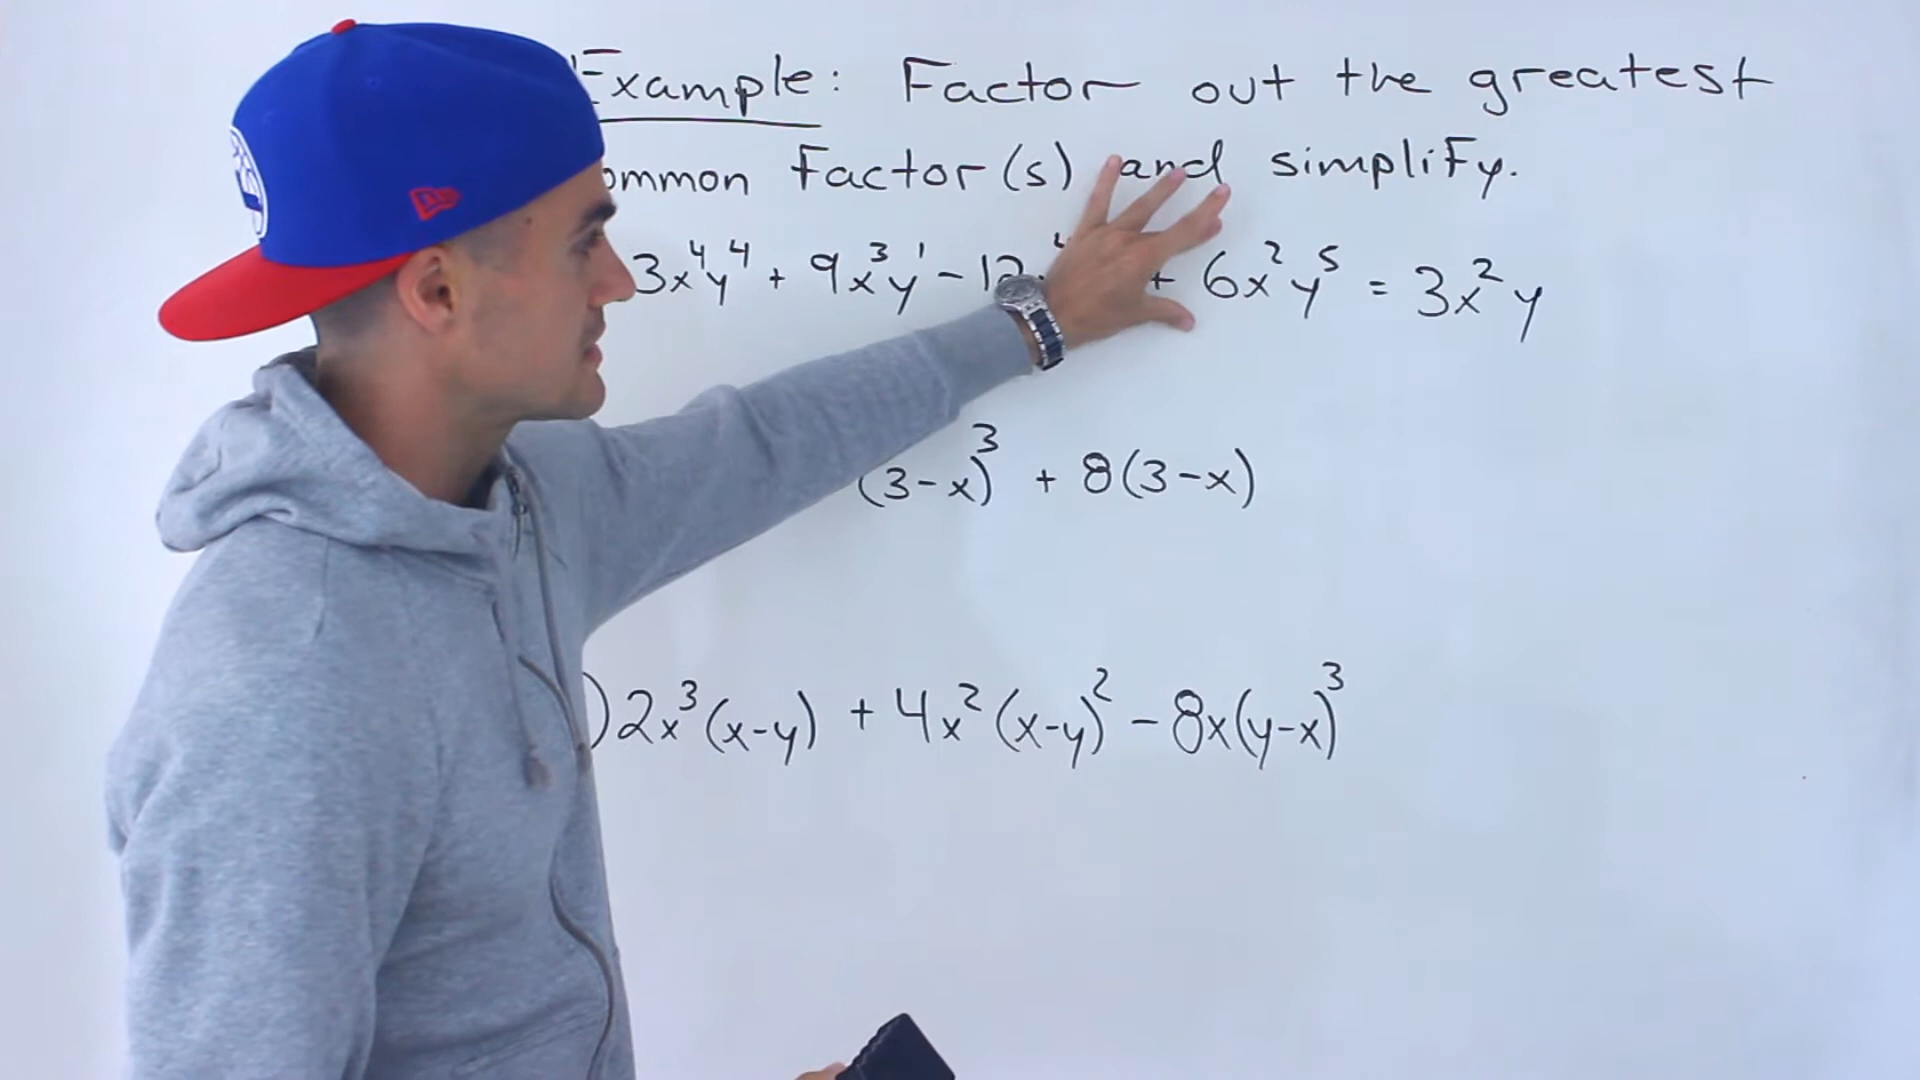 Example: Factor out the greatest
ommon Factor(s) and simplify.
3x⁴y⁴ + 9x³y¹ - 12 + 6x²y⁵ = 3x²y
(3-x)³ + 8(3-x)
)2x³(x-y) + 4x²(x-y)² - 8x(y-x)³